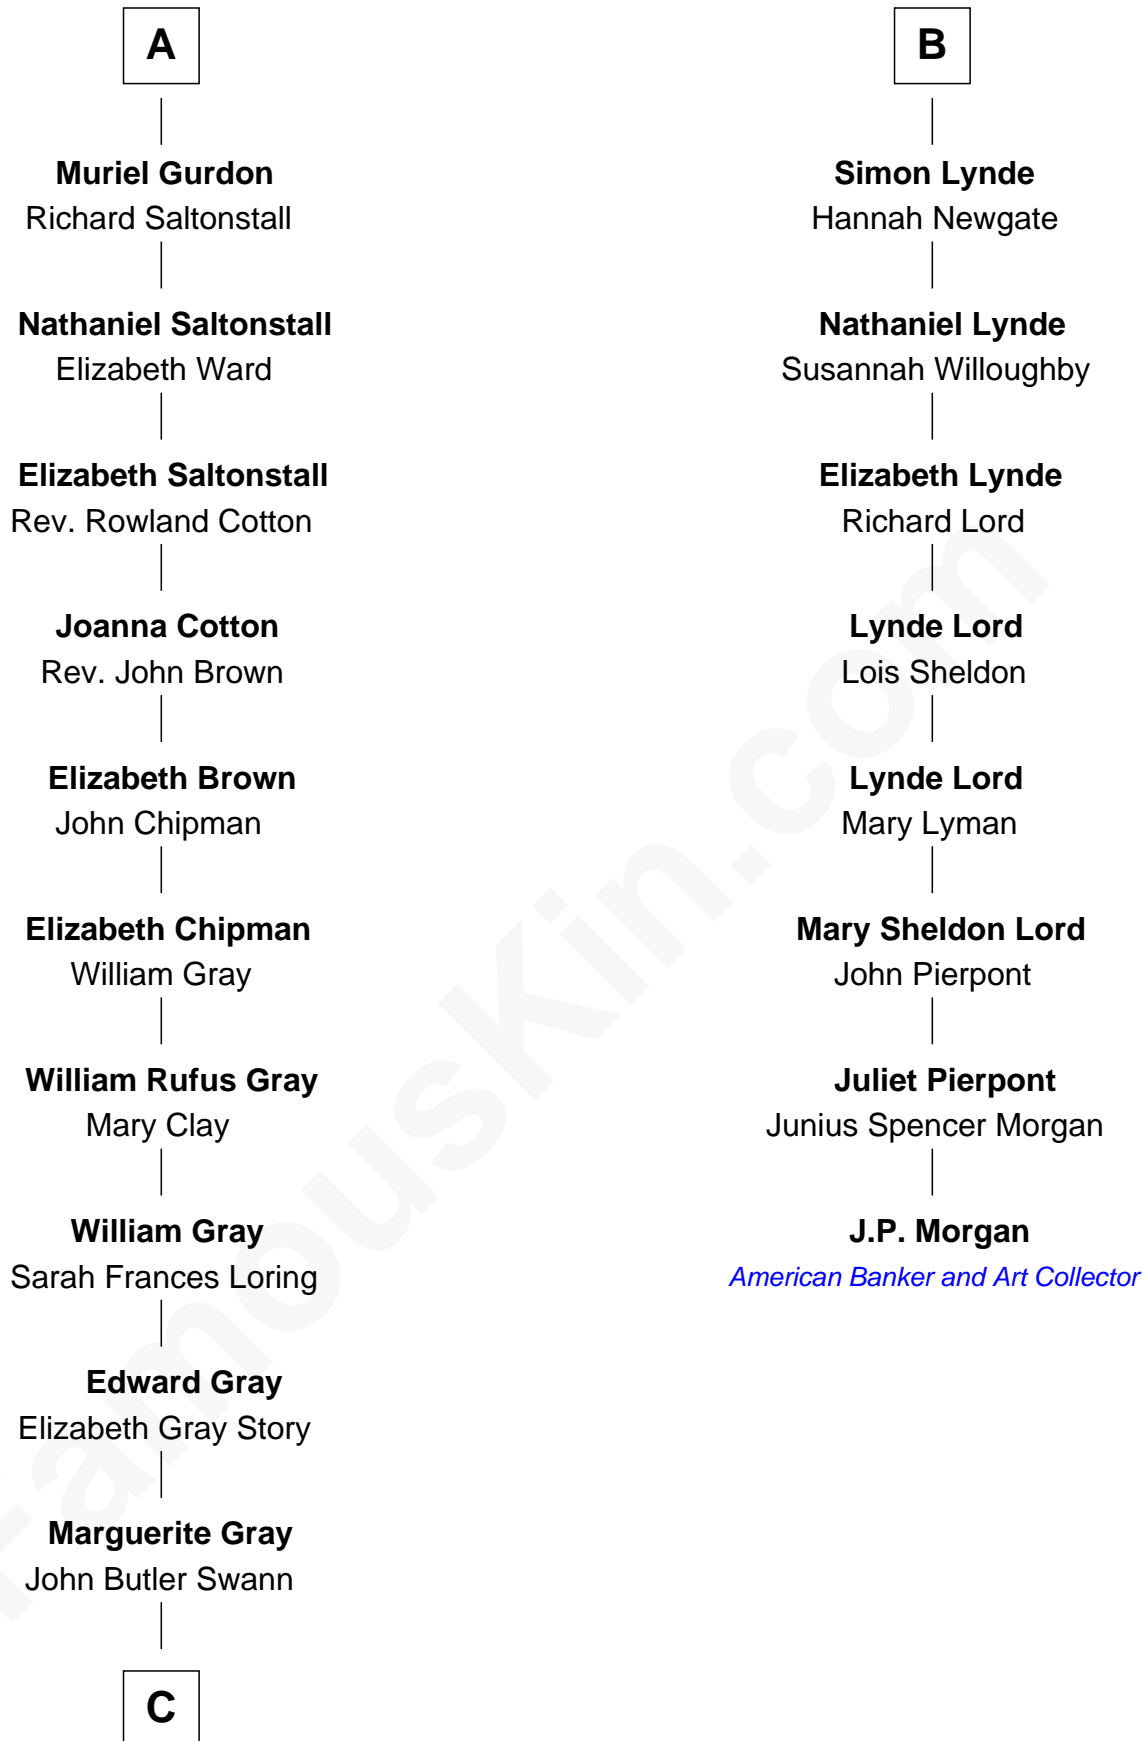 A
Muriel Gurdon
Richard Saltonstall
Nathaniel Saltonstall
Elizabeth Ward
Elizabeth Saltonstall
Rev. Rowland Cotton
Joanna Cotton
Rev. John Brown
Elizabeth Brown
John Chipman
Elizabeth Chipman
William Gray
William Rufus Gray
Mary Clay
William Gray
Sarah Frances Loring
Edward Gray
Elizabeth Gray Story
Marguerite Gray
John Butler Swann
C
B
Simon Lynde
Hannah Newgate
Nathaniel Lynde
Susannah Willoughby
Elizabeth Lynde
Richard Lord
Lynde Lord
Lois Sheldon
Lynde Lord
Mary Lyman
Mary Sheldon Lord
John Pierpont
Juliet Pierpont
Junius Spencer Morgan
J.P. Morgan
American Banker and Art Collector
FamousKin.com